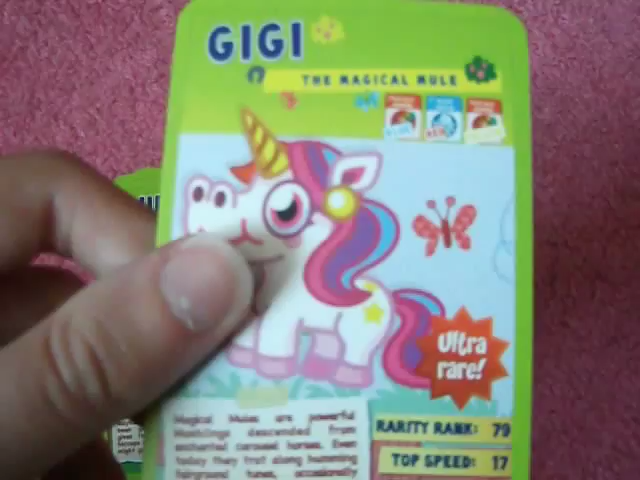 GIGI
THE MAGICAL MULE
Ultra
rare!
Magical Mules are powerful
Moshlings descended from
enchanted carousel horses. Even
today they trot along humming
fairground tunes, occasionally
RARITY RANK: 79
TOP SPEED: 17